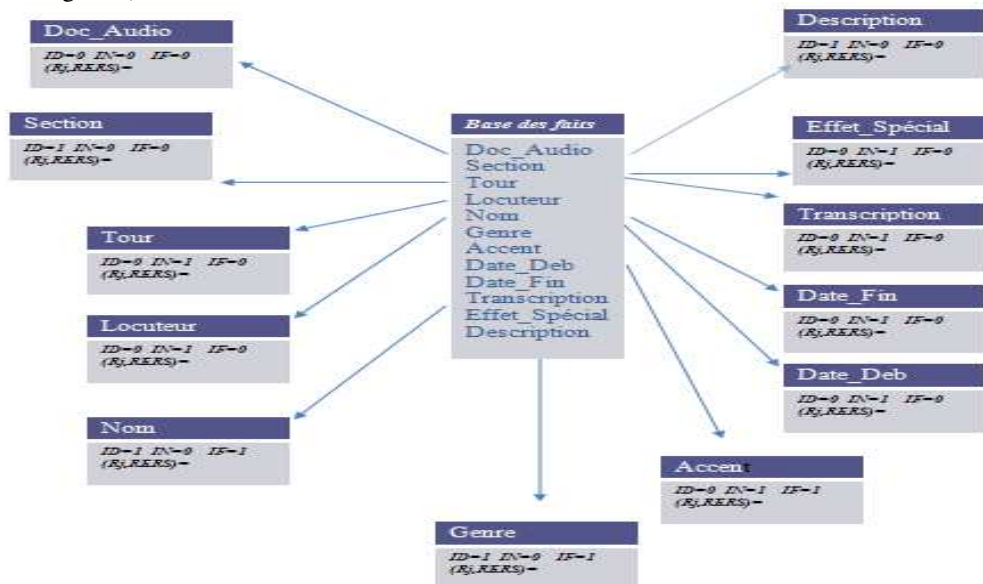 Doc_Audio
ID=0 IN=0 IF=0
(Rj,RERS)=
Description
ID=1 IN=0 IF=0
(Rj,RERS)=
Section
ID=1 IN=0 IF=0
(Rj,RERS)=
Base des faits
Doc_Audio
Section
Tour
Locuteur
Nom
Genre
Accent
Date_Deb
Date_Fin
Transcription
Effet_Spécial
Description
Effet_Spécial
ID=0 IN=1 IF=0
(Rj,RERS)=
Tour
ID=0 IN=1 IF=0
(Rj,RERS)=
Transcription
ID=0 IN=1 IF=0
(Rj,RERS)=
Locuteur
ID=0 IN=1 IF=0
(Rj,RERS)=
Date_Fin
ID=0 IN=1 IF=0
(Rj,RERS)=
Date_Deb
ID=0 IN=1 IF=0
(Rj,RERS)=
Nom
ID=1 IN=0 IF=1
(Rj,RERS)=
Accent
ID=0 IN=1 IF=1
(Rj,RERS)=
Genre
ID=1 IN=0 IF=1
(Rj,RERS)=